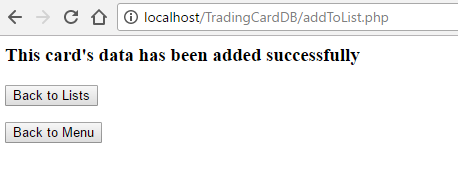 localhost/TradingCardDB/addToList.php
This card's data has been added successfully
Back to Lists
Back to Menu